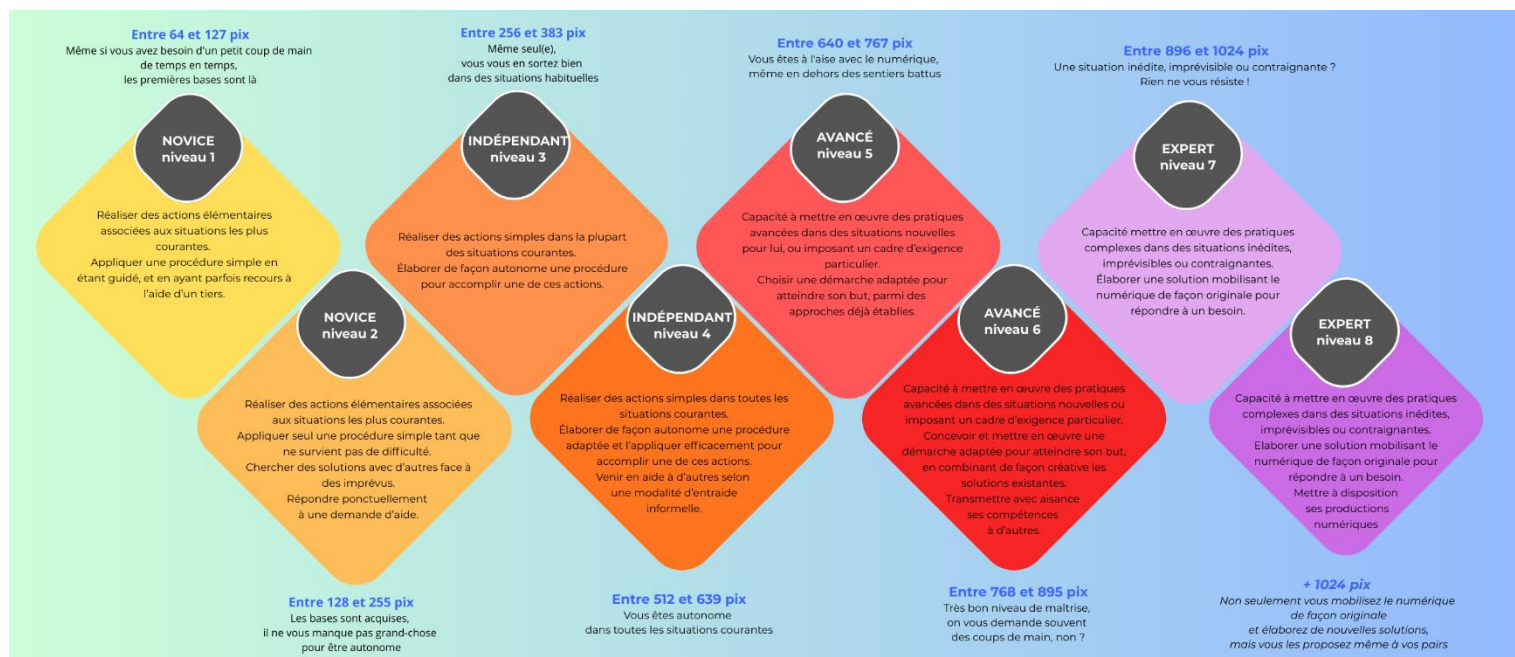 Entre 64 et 127 pix
Même si vous avez besoin d'un petit coup de main
de temps en temps,
les premières bases sont là
NOVICE
niveau 1
Réaliser des actions élémentaires
associées aux situations les plus
courantes.
Appliquer une procédure simple en
étant guidé, et en ayant parfois recours à
l'aide d'un tiers.
NOVICE
niveau 2
Réaliser des actions élémentaires associées
aux situations les plus courantes.
Appliquer seul une procédure simple tant que
ne survient pas de difficulté.
Chercher des solutions avec d'autres face à
des imprévus.
Répondre ponctuellement
à une demande d'aide.
Entre 128 et 255 pix
Les bases sont acquises,
il ne vous manque pas grand-chose
pour être autonome
Entre 256 et 383 pix
Même seul(e),
vous vous en sortez bien
dans des situations habituelles
INDÉPENDANT
niveau 3
Réaliser des actions simples dans la plupart
des situations courantes.
Élaborer de façon autonome une procédure
pour accomplir une de ces actions.
INDÉPENDANT
niveau 4
Réaliser des actions simples dans toutes les
situations courantes.
Élaborer de façon autonome une procédure
adaptée et l'appliquer efficacement pour
accomplir une de ces actions.
Venir en aide à d'autres selon
une modalité d'entraide
informelle.
Entre 512 et 639 pix
Vous êtes autonome
dans toutes les situations courantes
Entre 640 et 767 pix
Vous êtes à l'aise avec le numérique,
même en dehors des sentiers battus
AVANCÉ
niveau 5
Capacité à mettre en œuvre des pratiques
avancées dans des situations nouvelles
pour lui, ou imposant un cadre d'exigence
particulier.
Choisir une démarche adaptée pour
atteindre son but, parmi des
approches déjà établies.
AVANCÉ
niveau 6
Capacité à mettre en œuvre des pratiques
avancées dans des situations nouvelles ou
imposant un cadre d'exigence particulier.
Concevoir et mettre en œuvre une
démarche adaptée pour atteindre son but,
en combinant de façon créative les
solutions existantes.
Transmettre avec aisance
ses compétences
à d'autres.
Entre 768 et 895 pix
Très bon niveau de maîtrise,
on vous demande souvent
des coups de main, non ?
Entre 896 et 1024 pix
Une situation inédite, imprévisible ou contraignante ?
Rien ne vous résiste !
EXPERT
niveau 7
Capacité mettre en œuvre des pratiques
complexes dans des situations inédites,
imprévisibles ou contraignantes.
Élaborer une solution mobilisant le
numérique de façon originale pour
répondre à un besoin.
EXPERT
niveau 8
Capacité à mettre en œuvre des pratiques
complexes dans des situations inédites,
imprévisibles ou contraignantes.
Elaborer une solution mobilisant le
numérique de façon originale pour
répondre à un besoin.
Mettre à disposition
ses productions
numériques
+ 1024 pix
Non seulement vous mobilisez le numérique
de façon originale
et élaborez de nouvelles solutions,
mais vous les proposez même à vos pairs